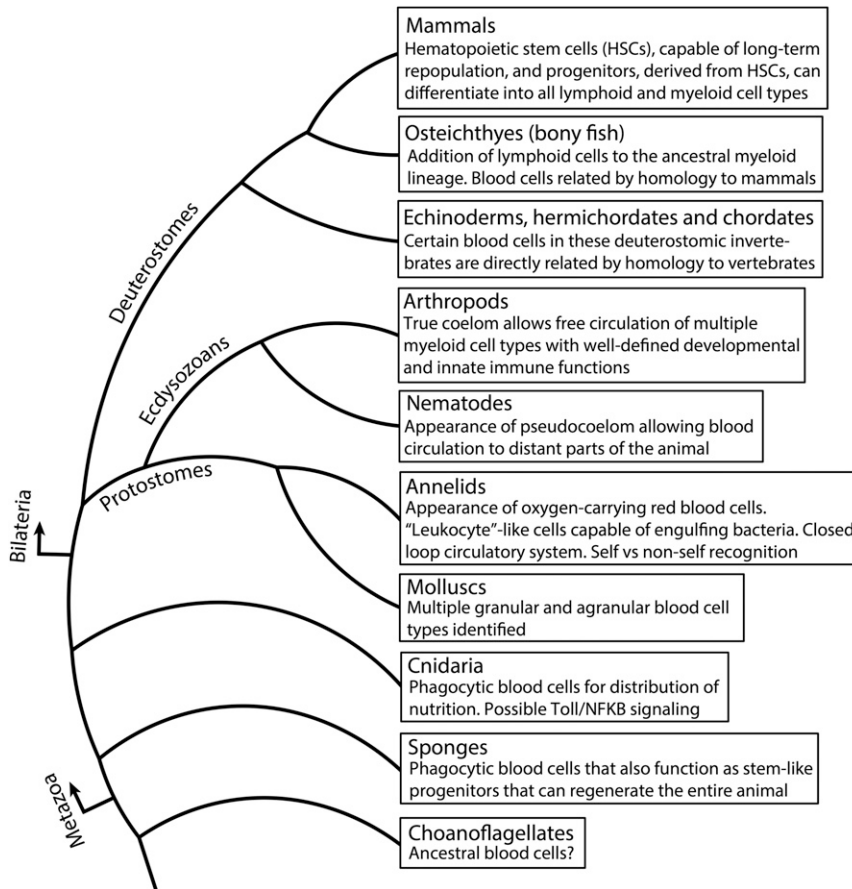 Mammals
Hematopoietic stem cells (HSCs), capable of long-term
repopulation, and progenitors, derived from HSCs, can
differentiate into all lymphoid and myeloid cell types
Osteichthyes (bony fish)
Addition of lymphoid cells to the ancestral myeloid
lineage. Blood cells related by homology to mammals
Echinoderms, hermichordates and chordates
Certain blood cells in these deuterostomic inverte-
brates are directly related by homology to vertebrates
Deuterostomes
Arthropods
True coelom allows free circulation of multiple
myeloid cell types with well-defined developmental
and innate immune functions
Ecdysozoans
Nematodes
Appearance of pseudocoelom allowing blood
circulation to distant parts of the animal
Protostomes
Annelids
Appearance of oxygen-carrying red blood cells.
“Leukocyte”-like cells capable of engulfing bacteria. Closed
loop circulatory system. Self vs non-self recognition
Bilateria
Molluscs
Multiple granular and agranular blood cell
types identified
Cnidaria
Phagocytic blood cells for distribution of
nutrition. Possible Toll/NFKB signaling
Sponges
Phagocytic blood cells that also function as stem-like
progenitors that can regenerate the entire animal
Metazoa
Choanoflagellates
Ancestral blood cells?